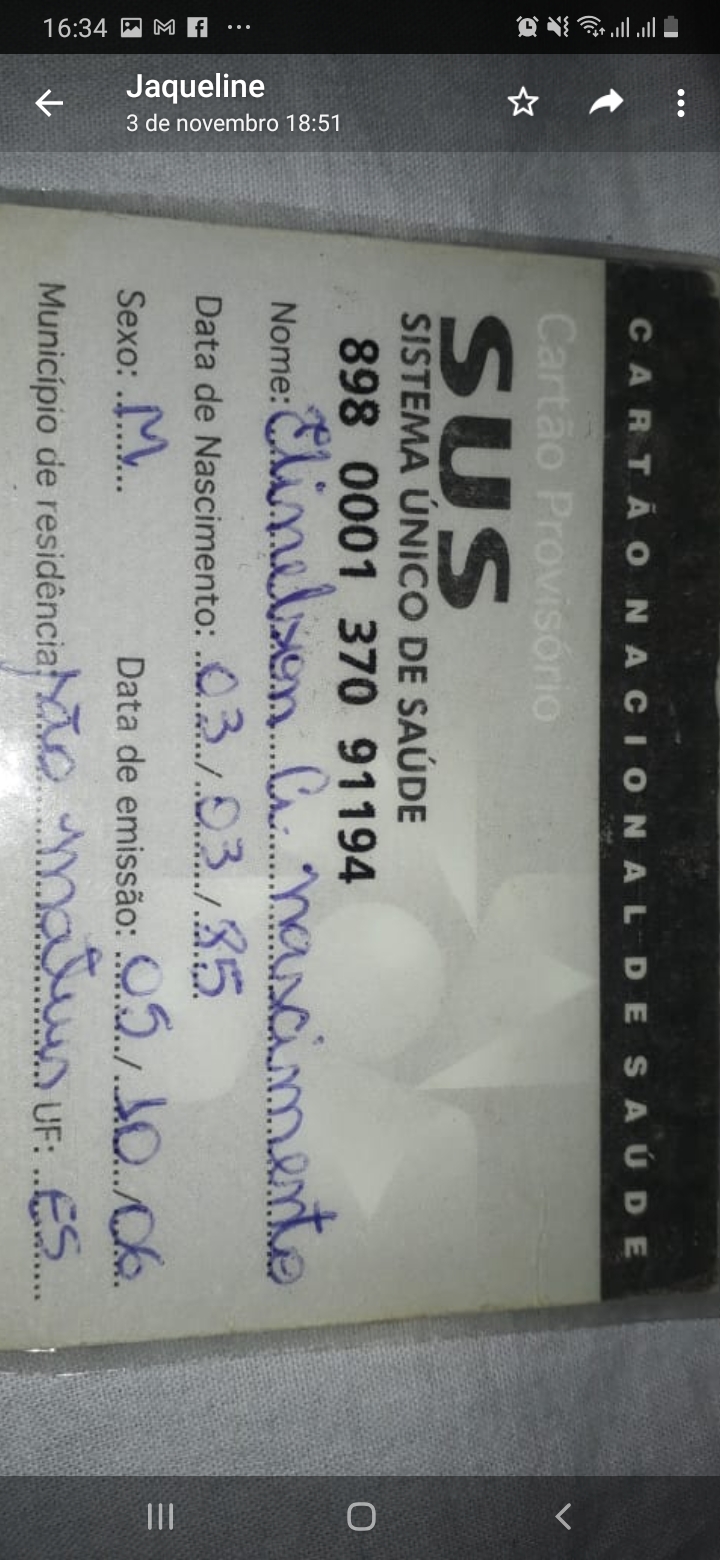 16:34
Jaqueline
3 de novembro 18:51
CARTÃO NACIONAL DE SAÚDE
Cartão Provisório
SUS
SISTEMA ÚNICO DE SAÚDE
898 0001 370 91194
Nome: Elimelxon C. nascimento
Data de Nascimento: 03/03/85
Sexo: M Data de emissão: 05/10/06
Município de residência: São mateus UF: ES